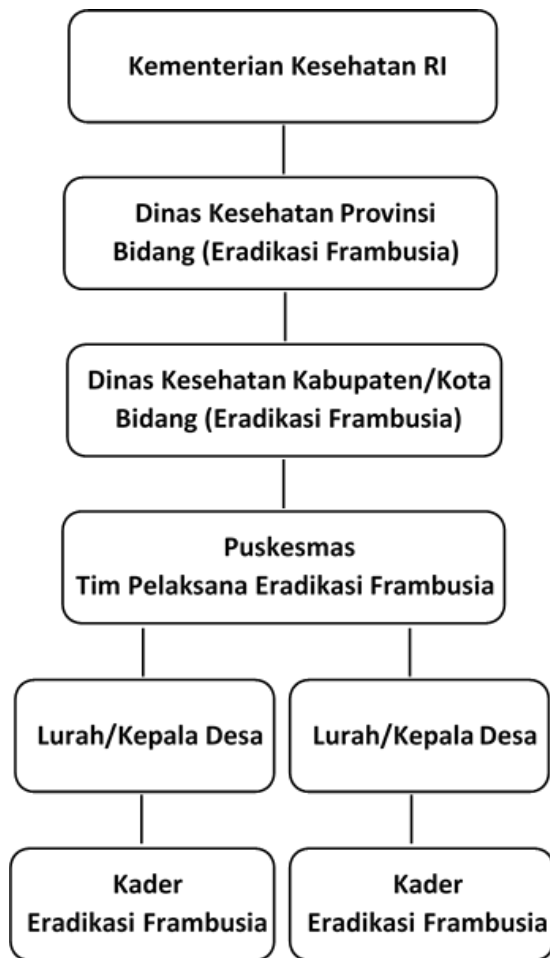 Kementerian Kesehatan RI
Dinas Kesehatan Provinsi
Bidang (Eradikasi Frambusia)
Dinas Kesehatan Kabupaten/Kota
Bidang (Eradikasi Frambusia)
Puskesmas
Tim Pelaksana Eradikasi Frambusia
Lurah/Kepala Desa
Lurah/Kepala Desa
Kader
Eradikasi Frambusia
Kader
Eradikasi Frambusia